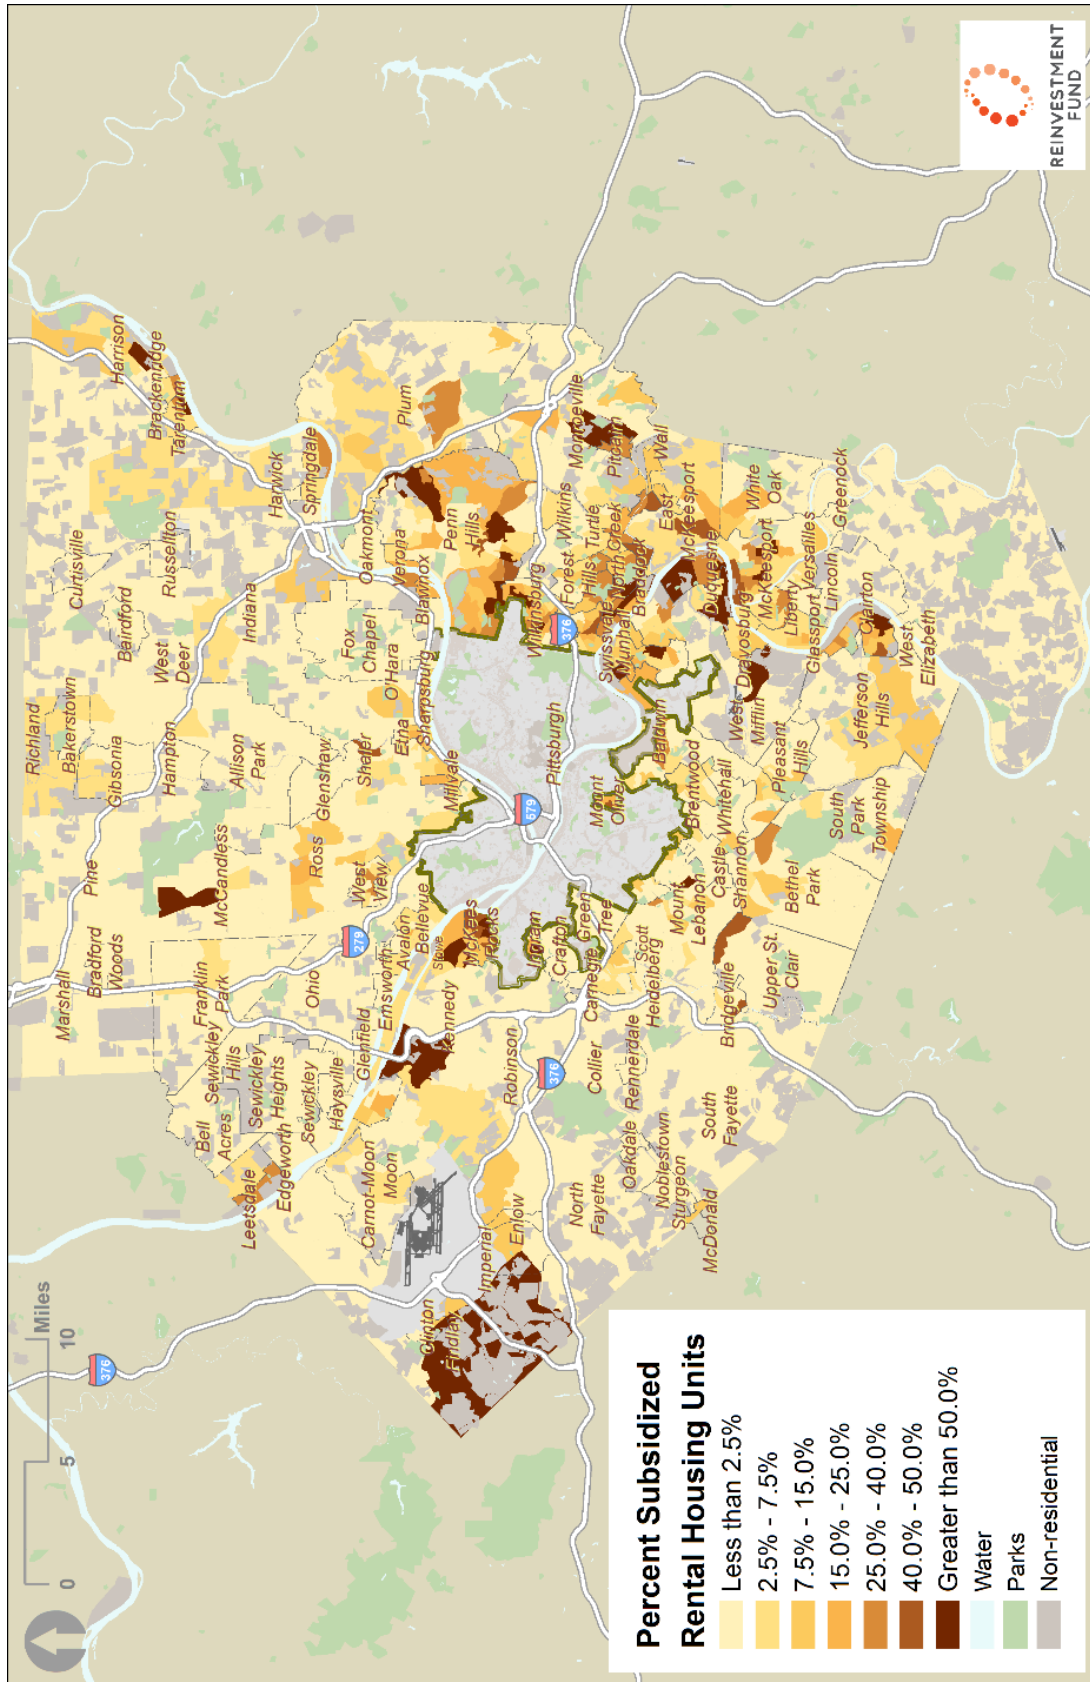 Miles
0
5
10
376
Marshall
Pine
Richland
Bakerstown
Bradford
Woods
Gibsonia
Bairdford
Curtisville
West
Deer
Russellton
Hampton
McCandless
Allison
Park
Indiana
Harwick
Springdale
Tarentum
Brackenridge
Harrison
Franklin
Park
Bell
Acres
Sewickley
Hills
Sewickley
Heights
Leetsdale
Edgeworth
Sewickley
Haysville
Glenfield
Ohio
Emsworth
279
Ross
West
View
Glenshaw
Shaler
Fox
Chapel
O'Hara
Oakmont
Verona
Plum
Carnot-Moon
Moon
Avalon
Bellevue
Millvale
Etna
Sharpsburg
Blawnox
Penn
Hills
Clinton
Findlay
Imperial
Enlow
Kennedy
Stowe
McKees
Rocks
Robinson
376
Ingram
Crafton
Green
Tree
579
Pittsburgh
376
Wilkinsburg
Forest
Hills
Wilkins
Monroeville
Pitcairn
Wall
Turtle
Creek
North
Braddock
Swissvale
Munhall
East
McKeesport
Duquesne
White
Oak
Mount
Oliver
Baldwin
Brentwood
Whitehall
West
Mifflin
Dravosburg
McKeesport
Liberty
Versailles
Glassport
Lincoln
Greenock
Clairton
West
Elizabeth
Jefferson
Hills
Pleasant
Hills
Castle
Shannon
Mount
Lebanon
Bethel
Park
South
Park
Township
Carnegie
Scott
Heidelberg
Collier
Rennerdale
Bridgeville
Upper St.
Clair
North
Fayette
Oakdale
Noblestown
Sturgeon
McDonald
South
Fayette
Percent Subsidized
Rental Housing Units
Less than 2.5%
2.5% - 7.5%
7.5% - 15.0%
15.0% - 25.0%
25.0% - 40.0%
40.0% - 50.0%
Greater than 50.0%
Water
Parks
Non-residential
REINVESTMENT
FUND